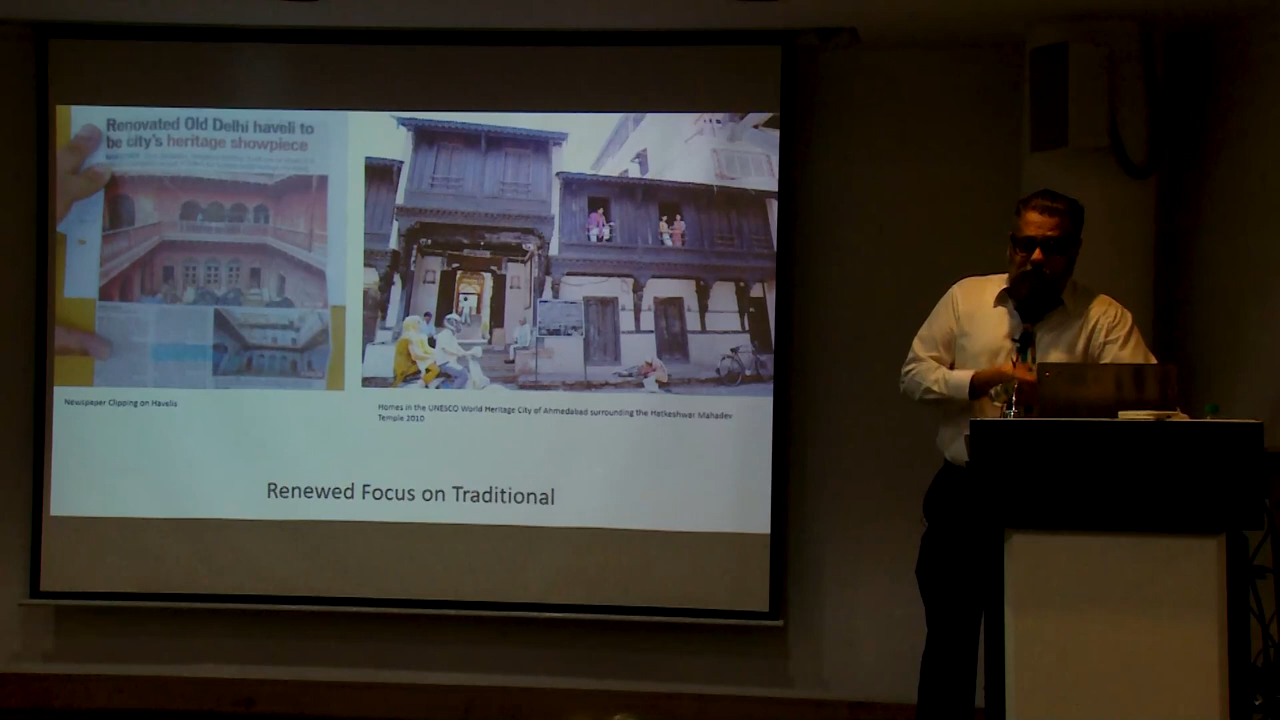 Renovated Old Delhi haveli to
be city's heritage showpiece
Newspaper Clipping on Havelis
Homes in the UNESCO World Heritage City of Ahmedabad surrounding the Hatkeshwar Mahadev
Temple 2010
Renewed Focus on Traditional